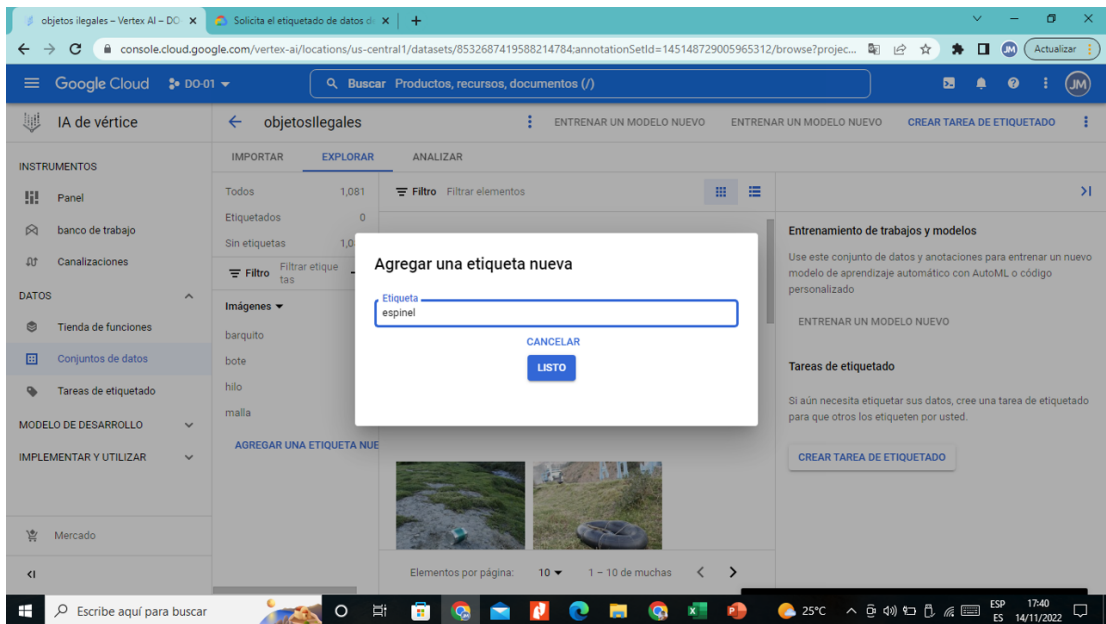 objetos ilegales – Vertex AI – DO
Solicita el etiquetado de datos de
console.cloud.google.com/vertex-ai/locations/us-central1/datasets/8532687419588214784;annotationSetId=145148729005965312/browse?projec...
JM
Actualizar
Google Cloud
DO-01
Buscar Productos, recursos, documentos (/)
JM
IA de vértice
objetosIlegales
ENTRENAR UN MODELO NUEVO
ENTRENAR UN MODELO NUEVO
CREAR TAREA DE ETIQUETADO
INSTRUMENTOS
Panel
banco de trabajo
Canalizaciones
DATOS
Tienda de funciones
Conjuntos de datos
Tareas de etiquetado
MODELO DE DESARROLLO
IMPLEMENTAR Y UTILIZAR
Mercado
IMPORTAR
EXPLORAR
ANALIZAR
Todos 1,081
Etiquetados 0
Sin etiquetas
Filtro Filtrar etique
tas
Imágenes
barquito
bote
hilo
malla
AGREGAR UNA ETIQUETA NUE
Filtro Filtrar elementos
Agregar una etiqueta nueva
Etiqueta
espinel
CANCELAR
LISTO
Elementos por página: 10 1 – 10 de muchas
Entrenamiento de trabajos y modelos
Use este conjunto de datos y anotaciones para entrenar un nuevo
modelo de aprendizaje automático con AutoML o código
personalizado
ENTRENAR UN MODELO NUEVO
Tareas de etiquetado
Si aún necesita etiquetar sus datos, cree una tarea de etiquetado
para que otros los etiqueten por usted.
CREAR TAREA DE ETIQUETADO
Escribe aquí para buscar
25°C
ESP
ES
17:40
14/11/2022